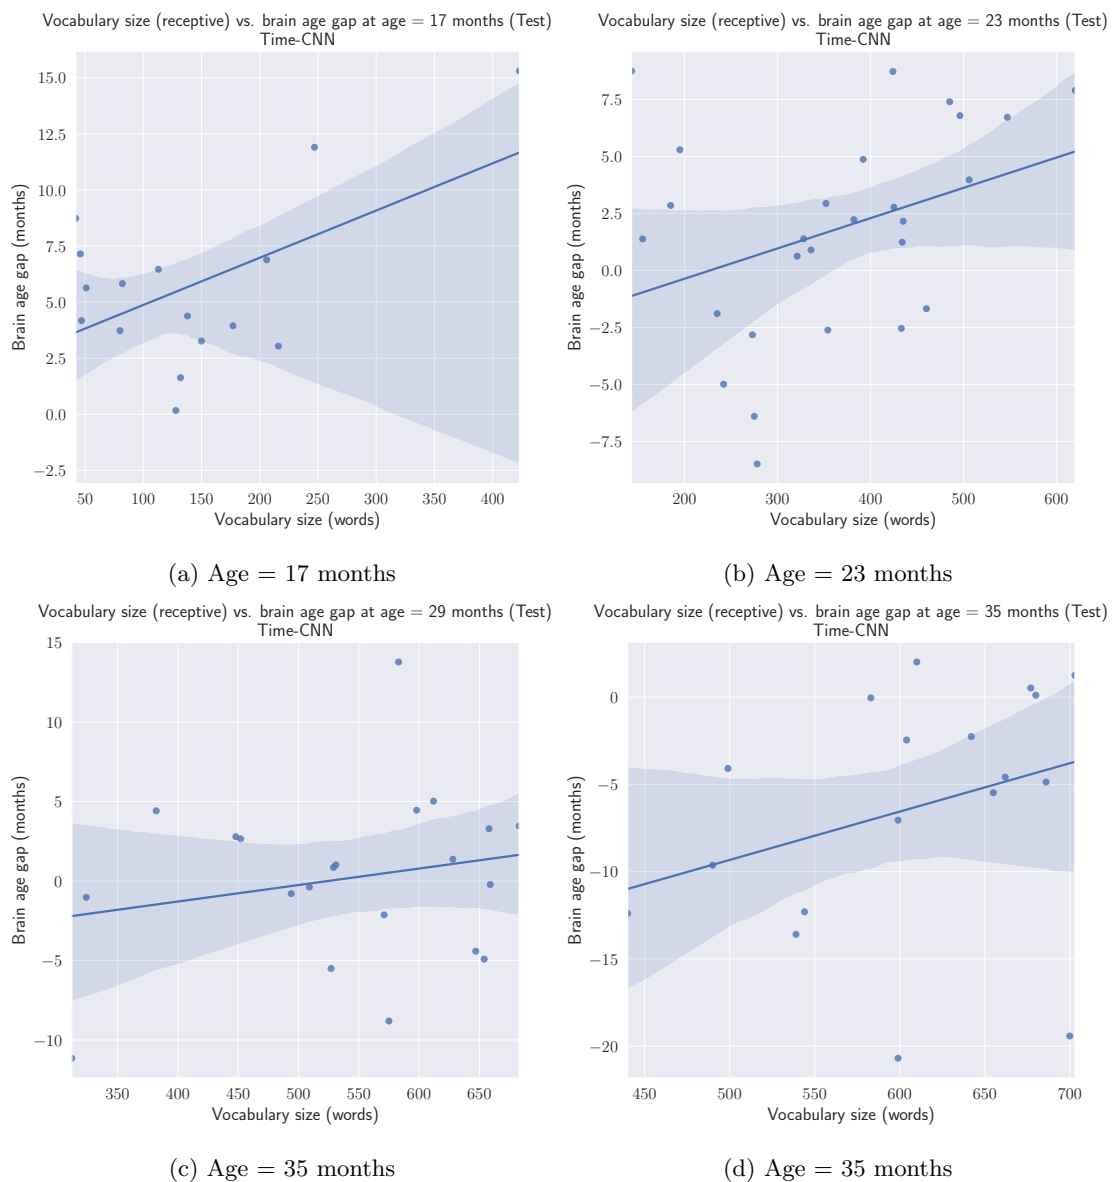 Vocabulary size (receptive) vs. brain age gap at age = 17 months (Test)
Time-CNN
15.0
12.5
10.0
7.5
5.0
2.5
0.0
−2.5
Brain age gap (months)
50 100 150 200 250 300 350 400
Vocabulary size (words)
(a) Age = 17 months
Vocabulary size (receptive) vs. brain age gap at age = 23 months (Test)
Time-CNN
7.5
5.0
2.5
0.0
−2.5
−5.0
−7.5
Brain age gap (months)
200 300 400 500 600
Vocabulary size (words)
(b) Age = 23 months
Vocabulary size (receptive) vs. brain age gap at age = 29 months (Test)
Time-CNN
15
10
5
0
−5
−10
Brain age gap (months)
350 400 450 500 550 600 650
Vocabulary size (words)
(c) Age = 35 months
Vocabulary size (receptive) vs. brain age gap at age = 35 months (Test)
Time-CNN
0
−5
−10
−15
−20
Brain age gap (months)
450 500 550 600 650 700
Vocabulary size (words)
(d) Age = 35 months